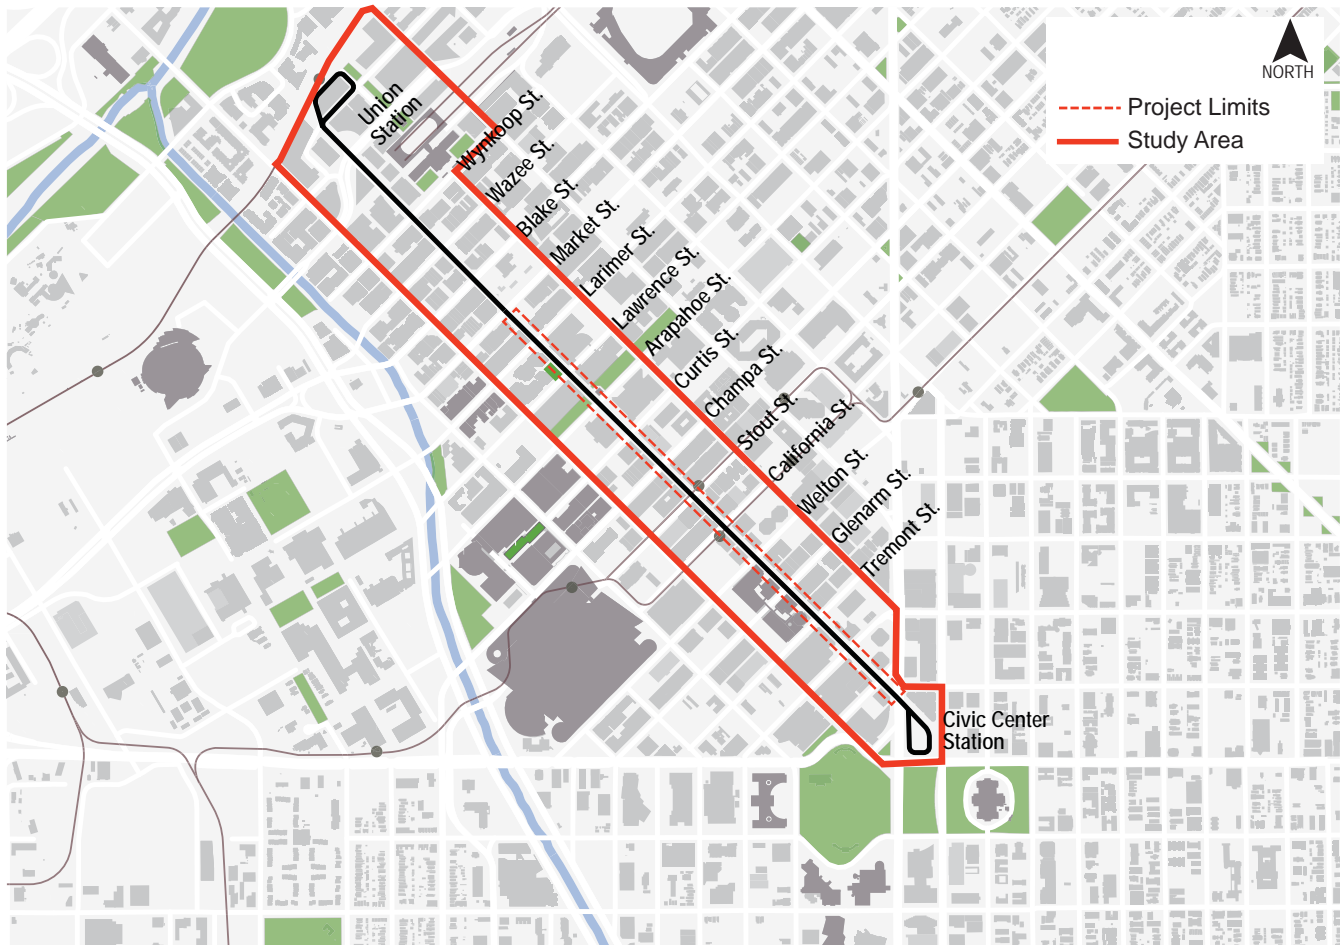 NORTH
Project Limits
Study Area
Union
Station
Wynkoop St.
Wazee St.
Blake St.
Market St.
Larimer St.
Lawrence St.
Arapahoe St.
Curtis St.
Champa St.
Stout St.
California St.
Welton St.
Glenarm St.
Tremont St.
Civic Center
Station